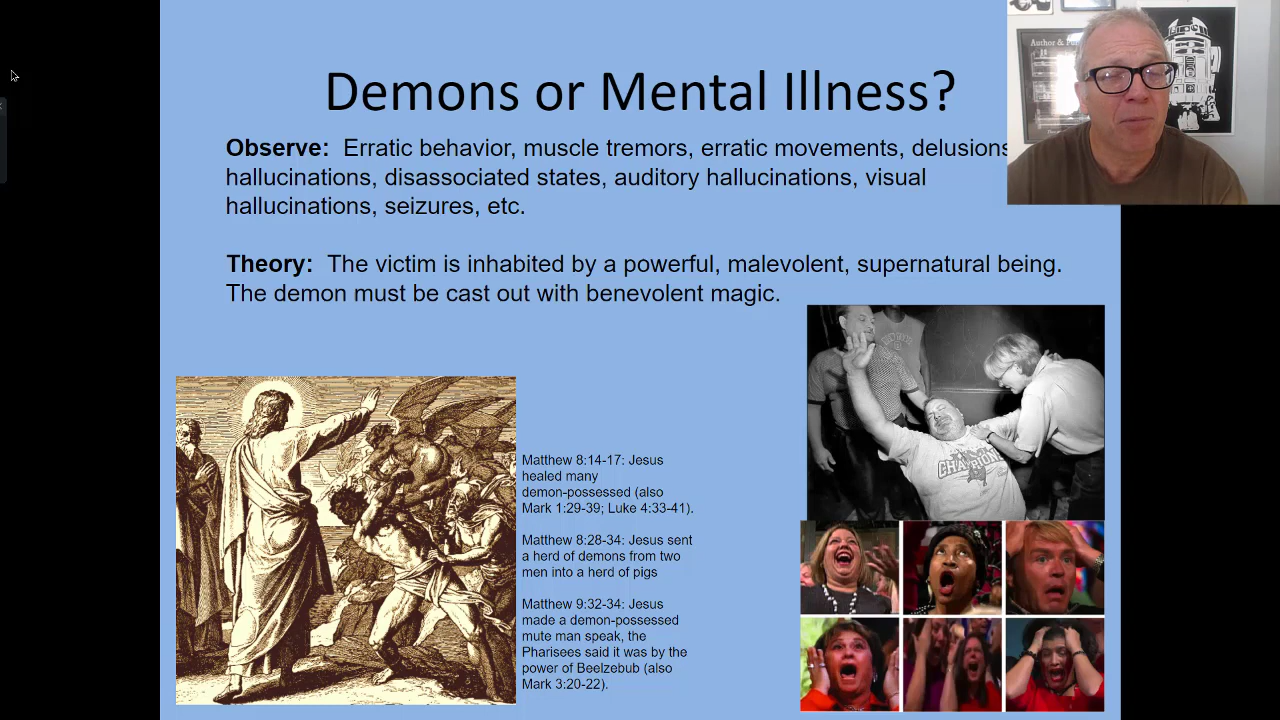 Demons or Mental Illness?
Author & Pu
Observe: Erratic behavior, muscle tremors, erratic movements, delusions
hallucinations, disassociated states, auditory hallucinations, visual
hallucinations, seizures, etc.
Theory: The victim is inhabited by a powerful, malevolent, supernatural being.
The demon must be cast out with benevolent magic.
Matthew 8:14-17: Jesus
healed many
demon-possessed (also
Mark 1:29-39; Luke 4:33-41).
Matthew 8:28-34: Jesus sent
a herd of demons from two
men into a herd of pigs
Matthew 9:32-34: Jesus
made a demon-possessed
mute man speak, the
Pharisees said it was by the
power of Beelzebub (also
Mark 3:20-22).
CHAMPION